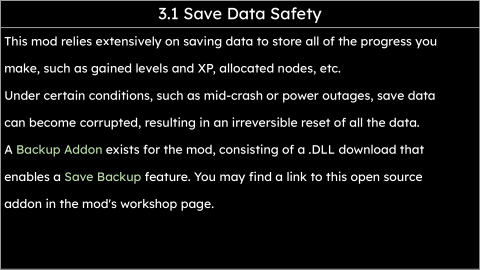 3.1 Save Data Safety
This mod relies extensively on saving data to store all of the progress you
make, such as gained levels and XP, allocated nodes, etc.
Under certain conditions, such as mid-crash or power outages, save data
can become corrupted, resulting in an irreversible reset of all the data.
A Backup Addon exists for the mod, consisting of a .DLL download that
enables a Save Backup feature. You may find a link to this open source
addon in the mod's workshop page.